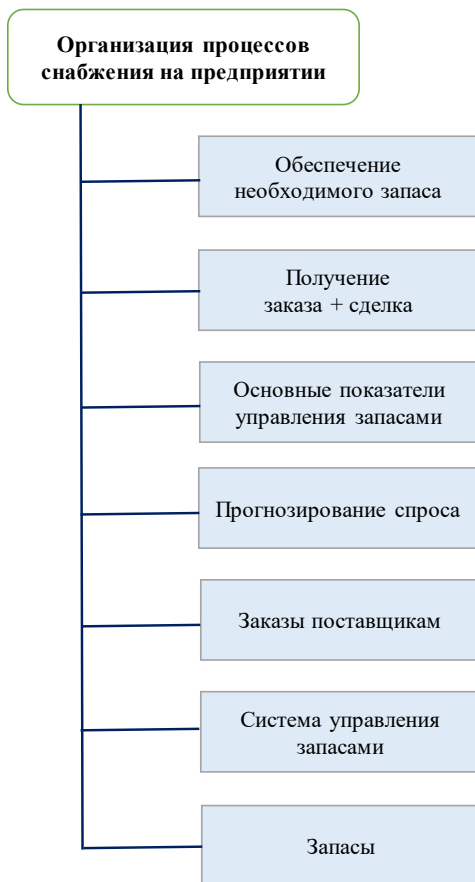 Организация процессов
снабжения на предприятии
Обеспечение
необходимого запаса
Получение
заказа + сделка
Основные показатели
управления запасами
Прогнозирование спроса
Заказы поставщикам
Система управления
запасами
Запасы